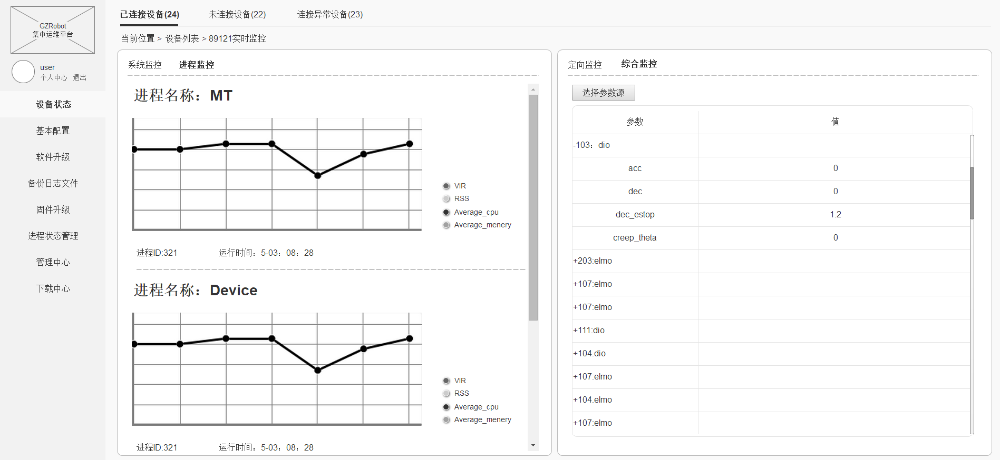 GZRobot
集中运维平台
user
个人中心 退出
设备状态
基本配置
软件升级
备份日志文件
固件升级
进程状态管理
管理中心
下载中心
已连接设备(24) 未连接设备(22) 连接异常设备(23)
当前位置 > 设备列表 > 89121实时监控
系统监控 进程监控
进程名称：MT
VIR
RSS
Average_cpu
Average_menery
进程ID:321 运行时间：5-03：08：28
进程名称：Device
VIR
RSS
Average_cpu
Average_menery
进程ID:321 运行时间：5-03：08：28
定向监控 综合监控
选择参数源
参数 值
-103：dio
acc 0
dec 0
dec_estop 1.2
creep_theta 0
+203:elmo
+107:elmo
+107:elmo
+111:dio
+104.dio
+107:elmo
+104.elmo
+107:elmo